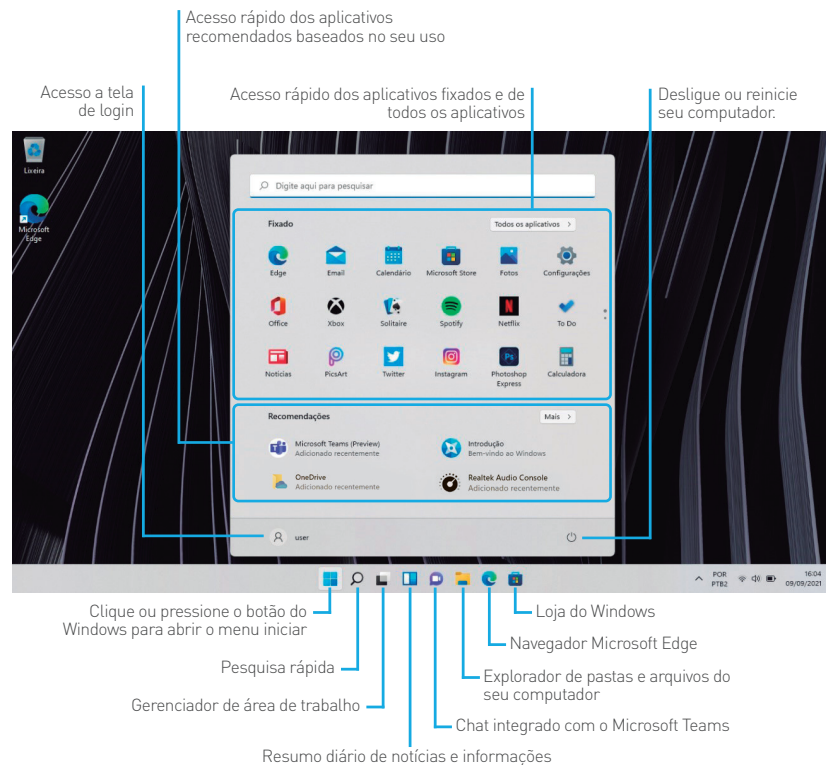 Acesso rápido dos aplicativos
recomendados baseados no seu uso
Acesso a tela
de login
Acesso rápido dos aplicativos fixados e de
todos os aplicativos
Desligue ou reinicie
seu computador.
Lixeira
Microsoft
Edge
Digite aqui para pesquisar
Fixado
Todos os aplicativos >
Edge
Email
Calendário
Microsoft Store
Fotos
Configurações
Office
Xbox
Solitaire
Spotify
Netflix
To Do
Notícias
PicsArt
Twitter
Instagram
Ps
Photoshop
Express
Calculadora
Recomendações
Mais >
Microsoft Teams (Preview)
Adicionado recentemente
Introdução
Bem-vindo ao Windows
OneDrive
Adicionado recentemente
Realtek Audio Console
Adicionado recentemente
user
POR
PTB2
16:04
09/09/2021
Clique ou pressione o botão do
Windows para abrir o menu iniciar
Loja do Windows
Navegador Microsoft Edge
Pesquisa rápida
Explorador de pastas e arquivos do
seu computador
Gerenciador de área de trabalho
Chat integrado com o Microsoft Teams
Resumo diário de notícias e informações